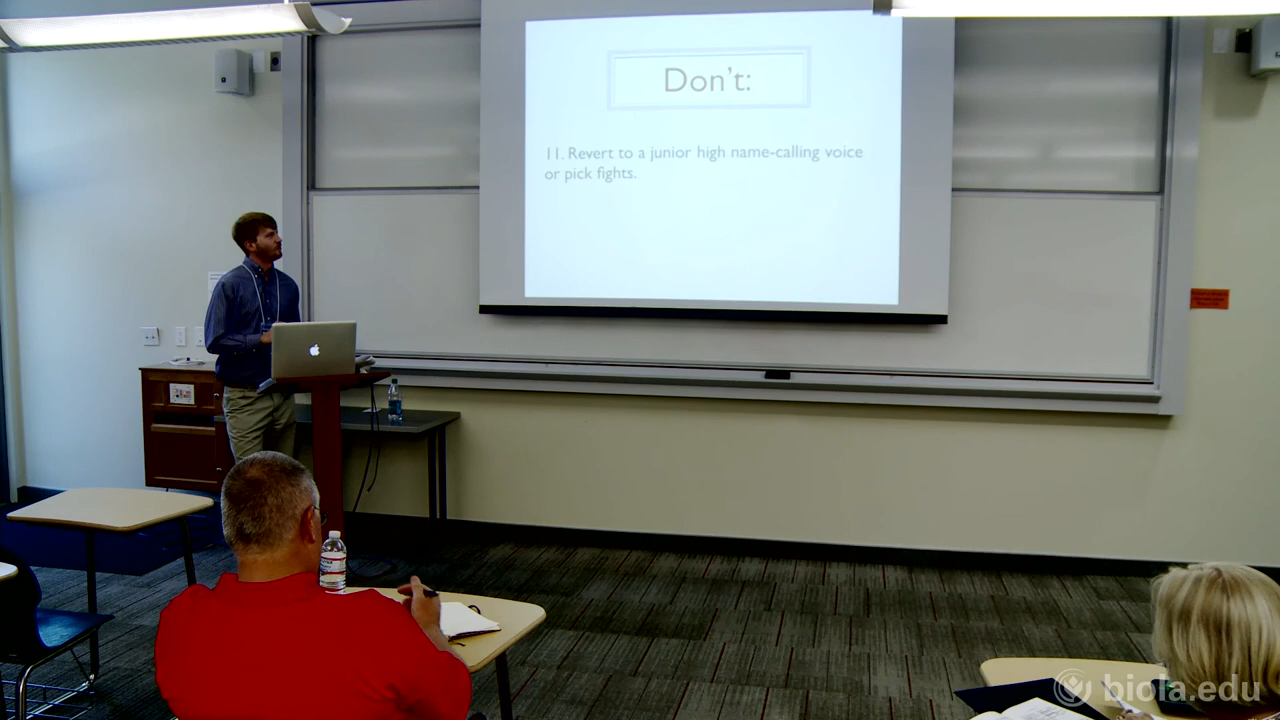 Don't:
11. Revert to a junior high name-calling voice
or pick fights.
biola.edu